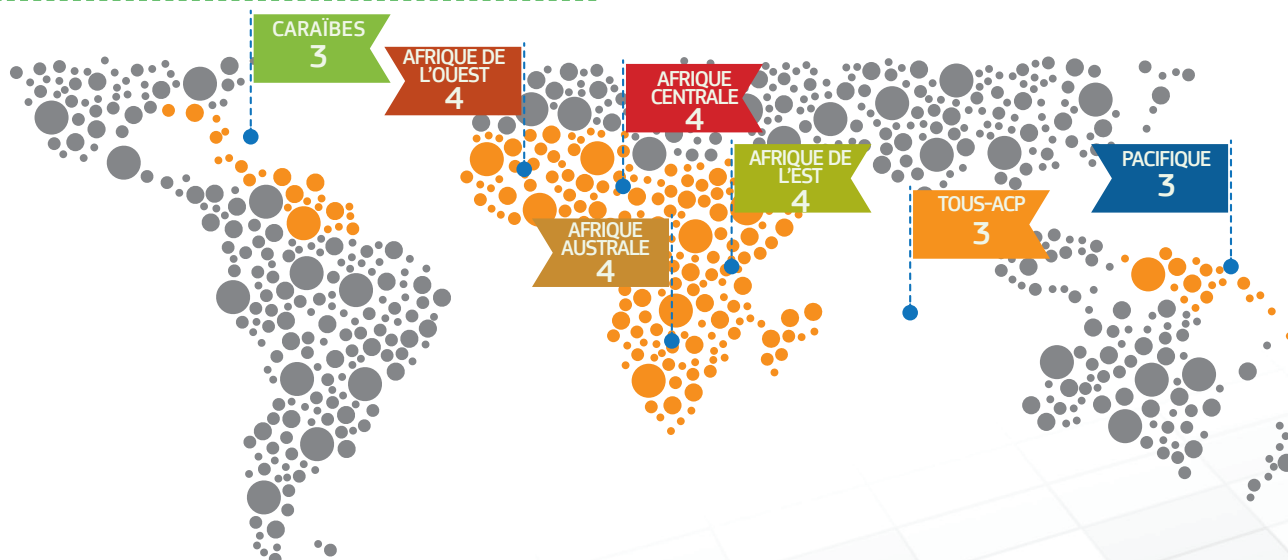 CARAÏBES
3
AFRIQUE DE
L'OUEST
4
AFRIQUE
CENTRALE
4
AFRIQUE DE
L'EST
4
PACIFIQUE
3
TOUS-ACP
3
AFRIQUE
AUSTRALE
4